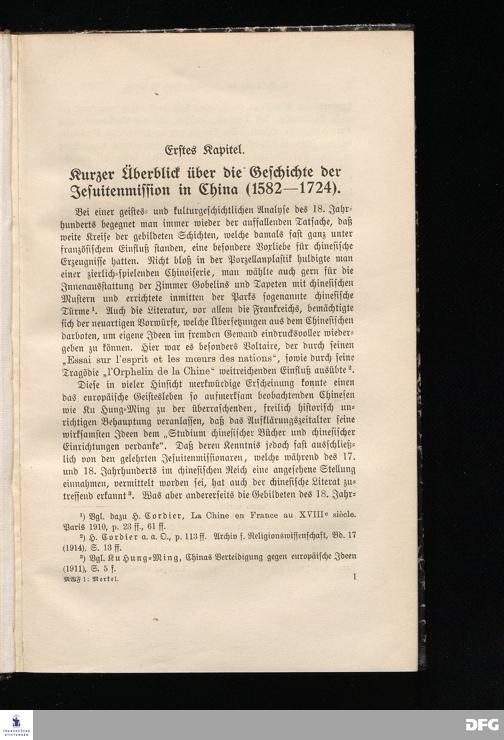 Erstes Kapitel.
Kurzer Überblick über die Geschichte der
Jesuitenmission in China (1582—1724).
Bei einer geistes- und kulturgeschichtlichen Analyse des 18. Jahr-
hunderts begegnet man immer wieder der auffallenden Tatsache, daß
weite Kreise der gebildeten Schichten, welche damals fast ganz unter
französischem Einfluß standen, eine besondere Vorliebe für chinesische
Erzeugnisse hatten. Nicht bloß in der Porzellanplastik huldigte man
einer zierlich-spielenden Chinoiserie, man wählte auch gern für die
Innenausstattung der Zimmer Gobelins und Tapeten mit chinesischen
Mustern und errichtete inmitten der Parks sogenannte chinesische
Türme¹. Auch die Literatur, vor allem die Frankreichs, bemächtigte
sich der neuartigen Vorwürfe, welche Übersetzungen aus dem Chinesischen
darboten, um eigene Ideen im fremden Gewand eindrucksvoller wieder-
geben zu können. Hier war es besonders Voltaire, der durch seinen
„Essai sur l'esprit et les mœurs des nations“, sowie durch seine
Tragödie „l'Orphelin de la Chine“ weitreichenden Einfluß ausübte².
Diese in vieler Hinsicht merkwürdige Erscheinung konnte einen
das europäische Geistesleben so aufmerksam beobachtenden Chinesen
wie Ku Hung-Ming zu der überraschenden, freilich historisch un-
richtigen Behauptung veranlassen, daß das Aufklärungszeitalter seine
wirksamsten Ideen dem „Studium chinesischer Bücher und chinesischer
Einrichtungen verdanke“. Daß deren Kenntnis jedoch fast ausschließ-
lich von den gelehrten Jesuitenmissionaren, welche während des 17.
und 18. Jahrhunderts im chinesischen Reich eine angesehene Stellung
einnahmen, vermittelt worden sei, hat auch der chinesische Literat zu-
treffend erkannt³. Was aber andererseits die Gebildeten des 18. Jahr-
¹) Vgl. dazu H. Cordier, La Chine en France au XVIIIᵉ siècle.
Paris 1910, p. 23 ff., 61 ff.
²) H. Cordier a. a. O., p. 113 ff. Archiv f. Religionswissenschaft, Bd. 17
(1914), S. 13 ff.
³) Vgl. Ku Hung-Ming, Chinas Verteidigung gegen europäische Ideen
(1911), S. 5 f.
MWF 1: Merkel. 1
FRANCKESCHE
STIFTUNGEN
DFG